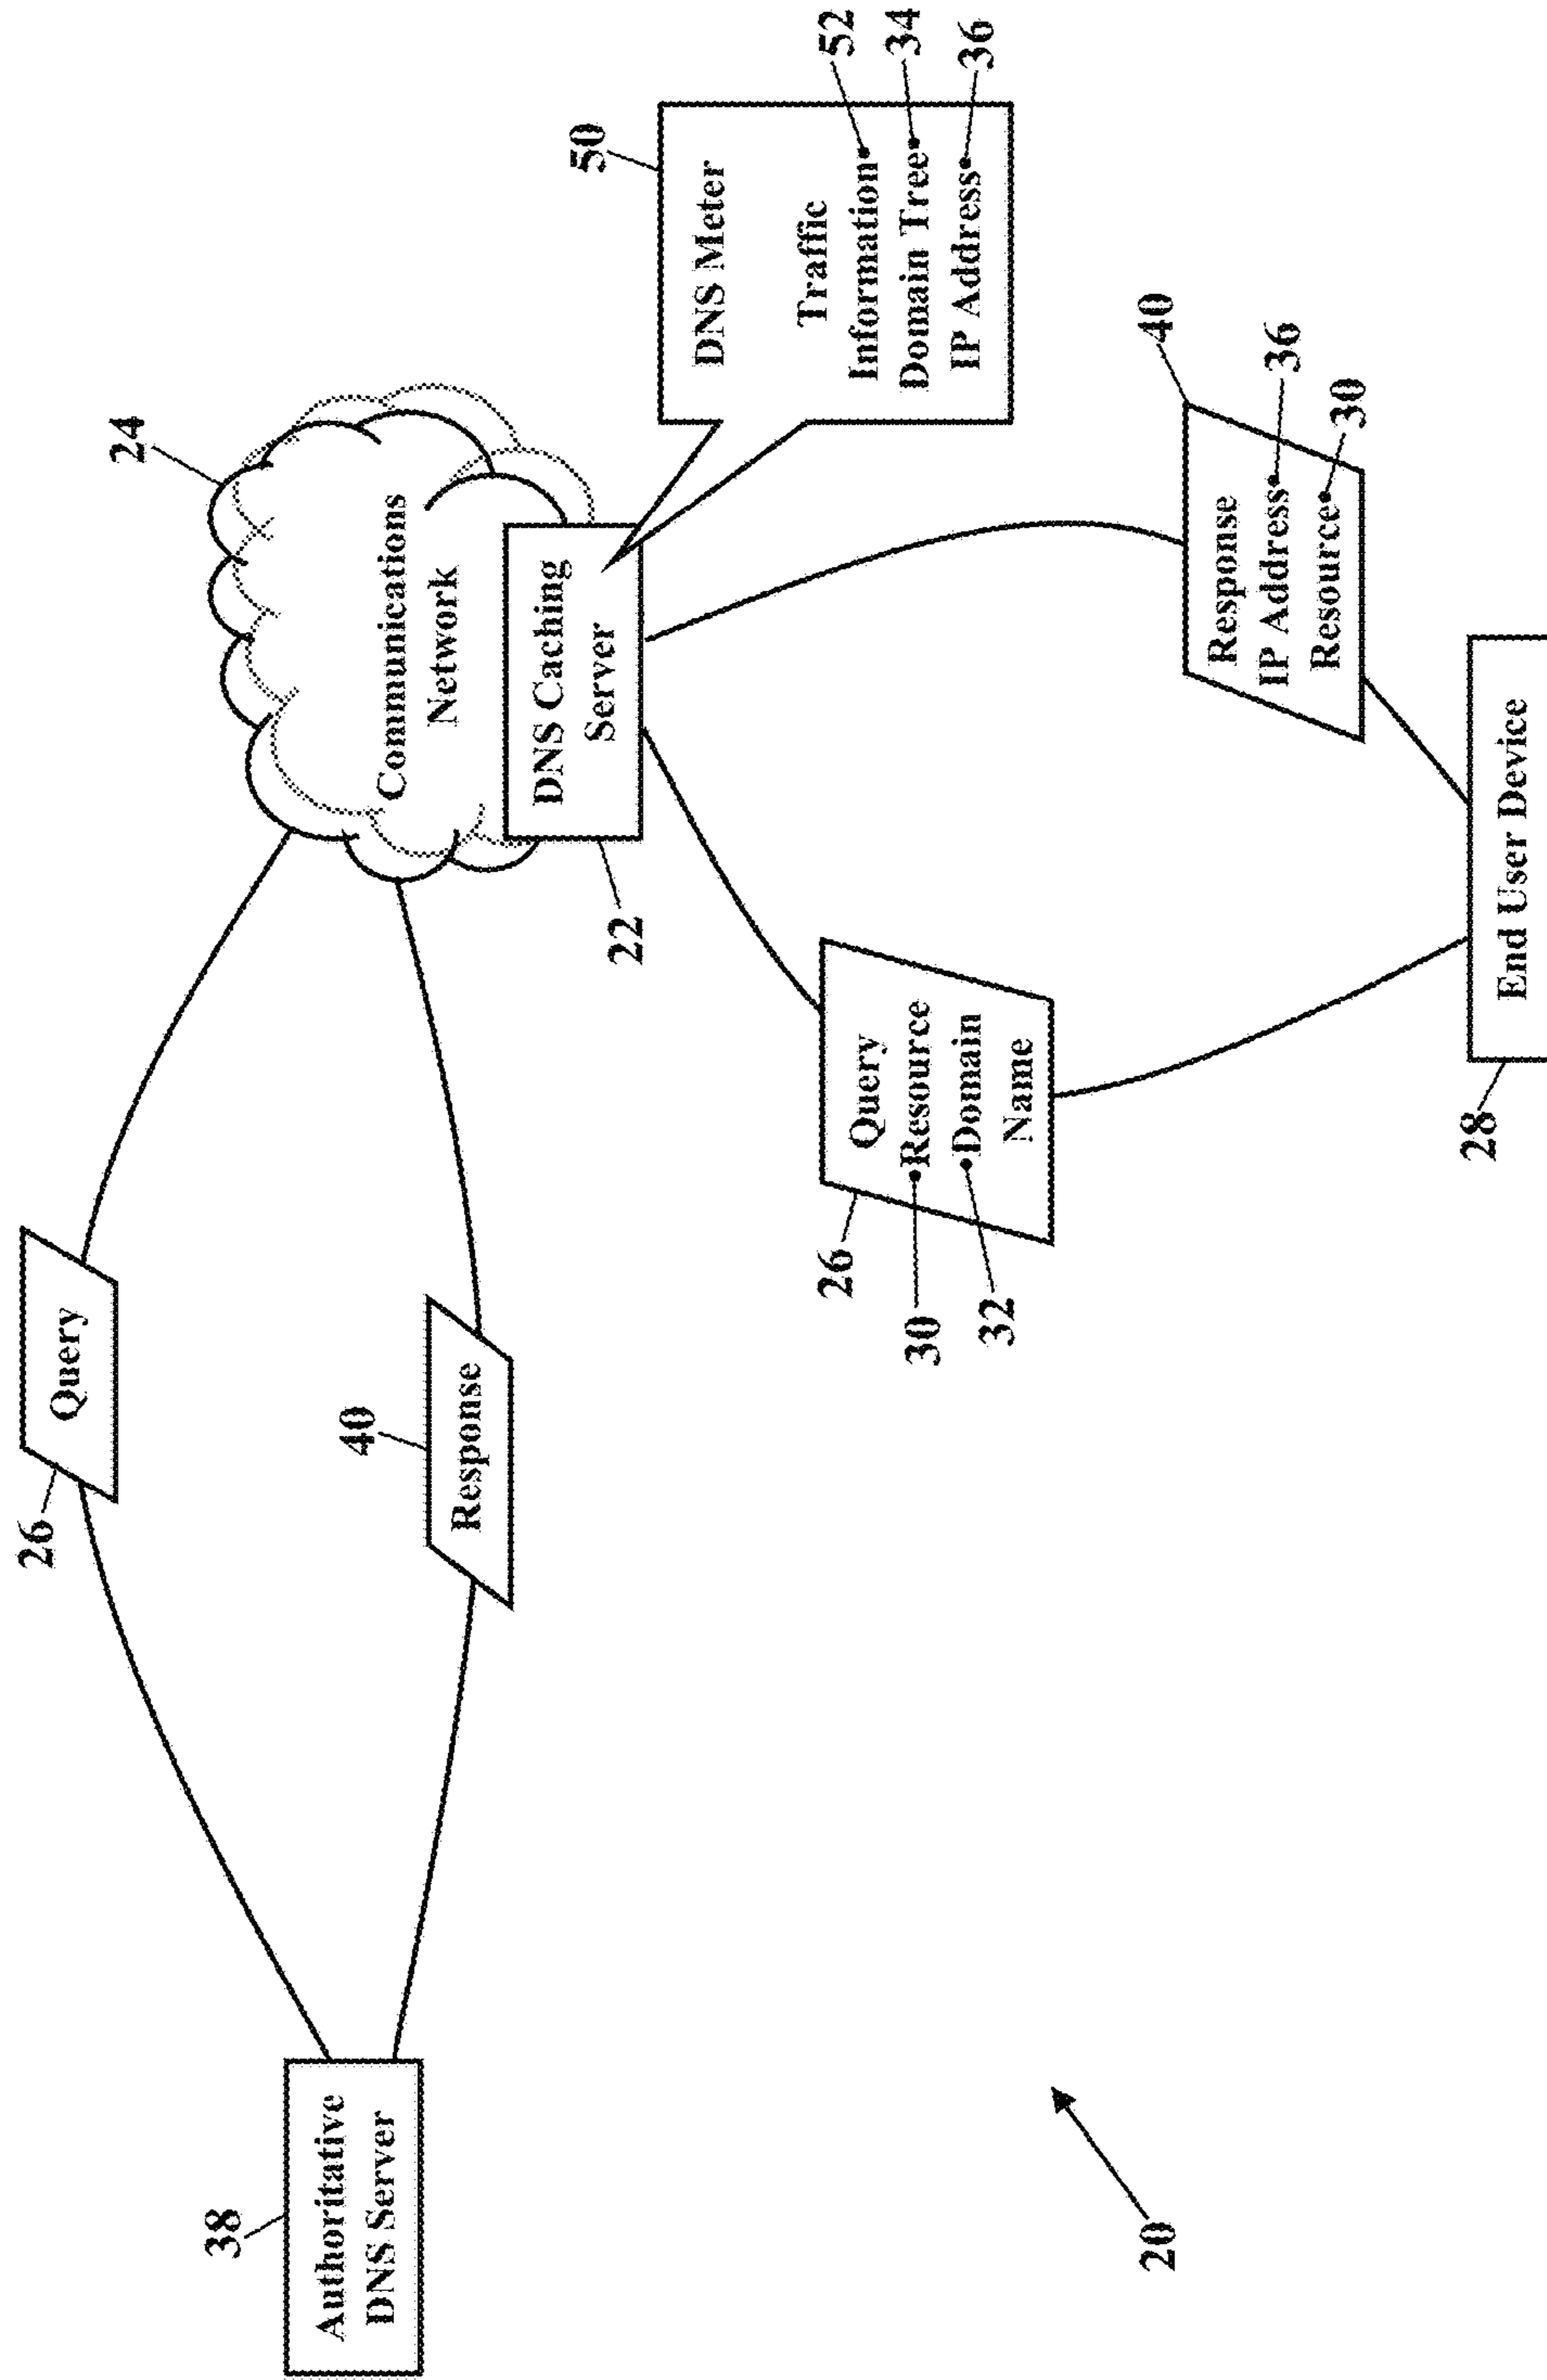 26
Query
40
Response
38
Authoritative
DNS Server
24
Communications
Network
DNS Caching
Server
22
50
DNS Meter
Traffic
Information 52
Domain Tree 34
IP Address 36
26
Query
30 Resource
32 Domain
Name
40
Response
IP Address 36
Resource 30
28
End User Device
20